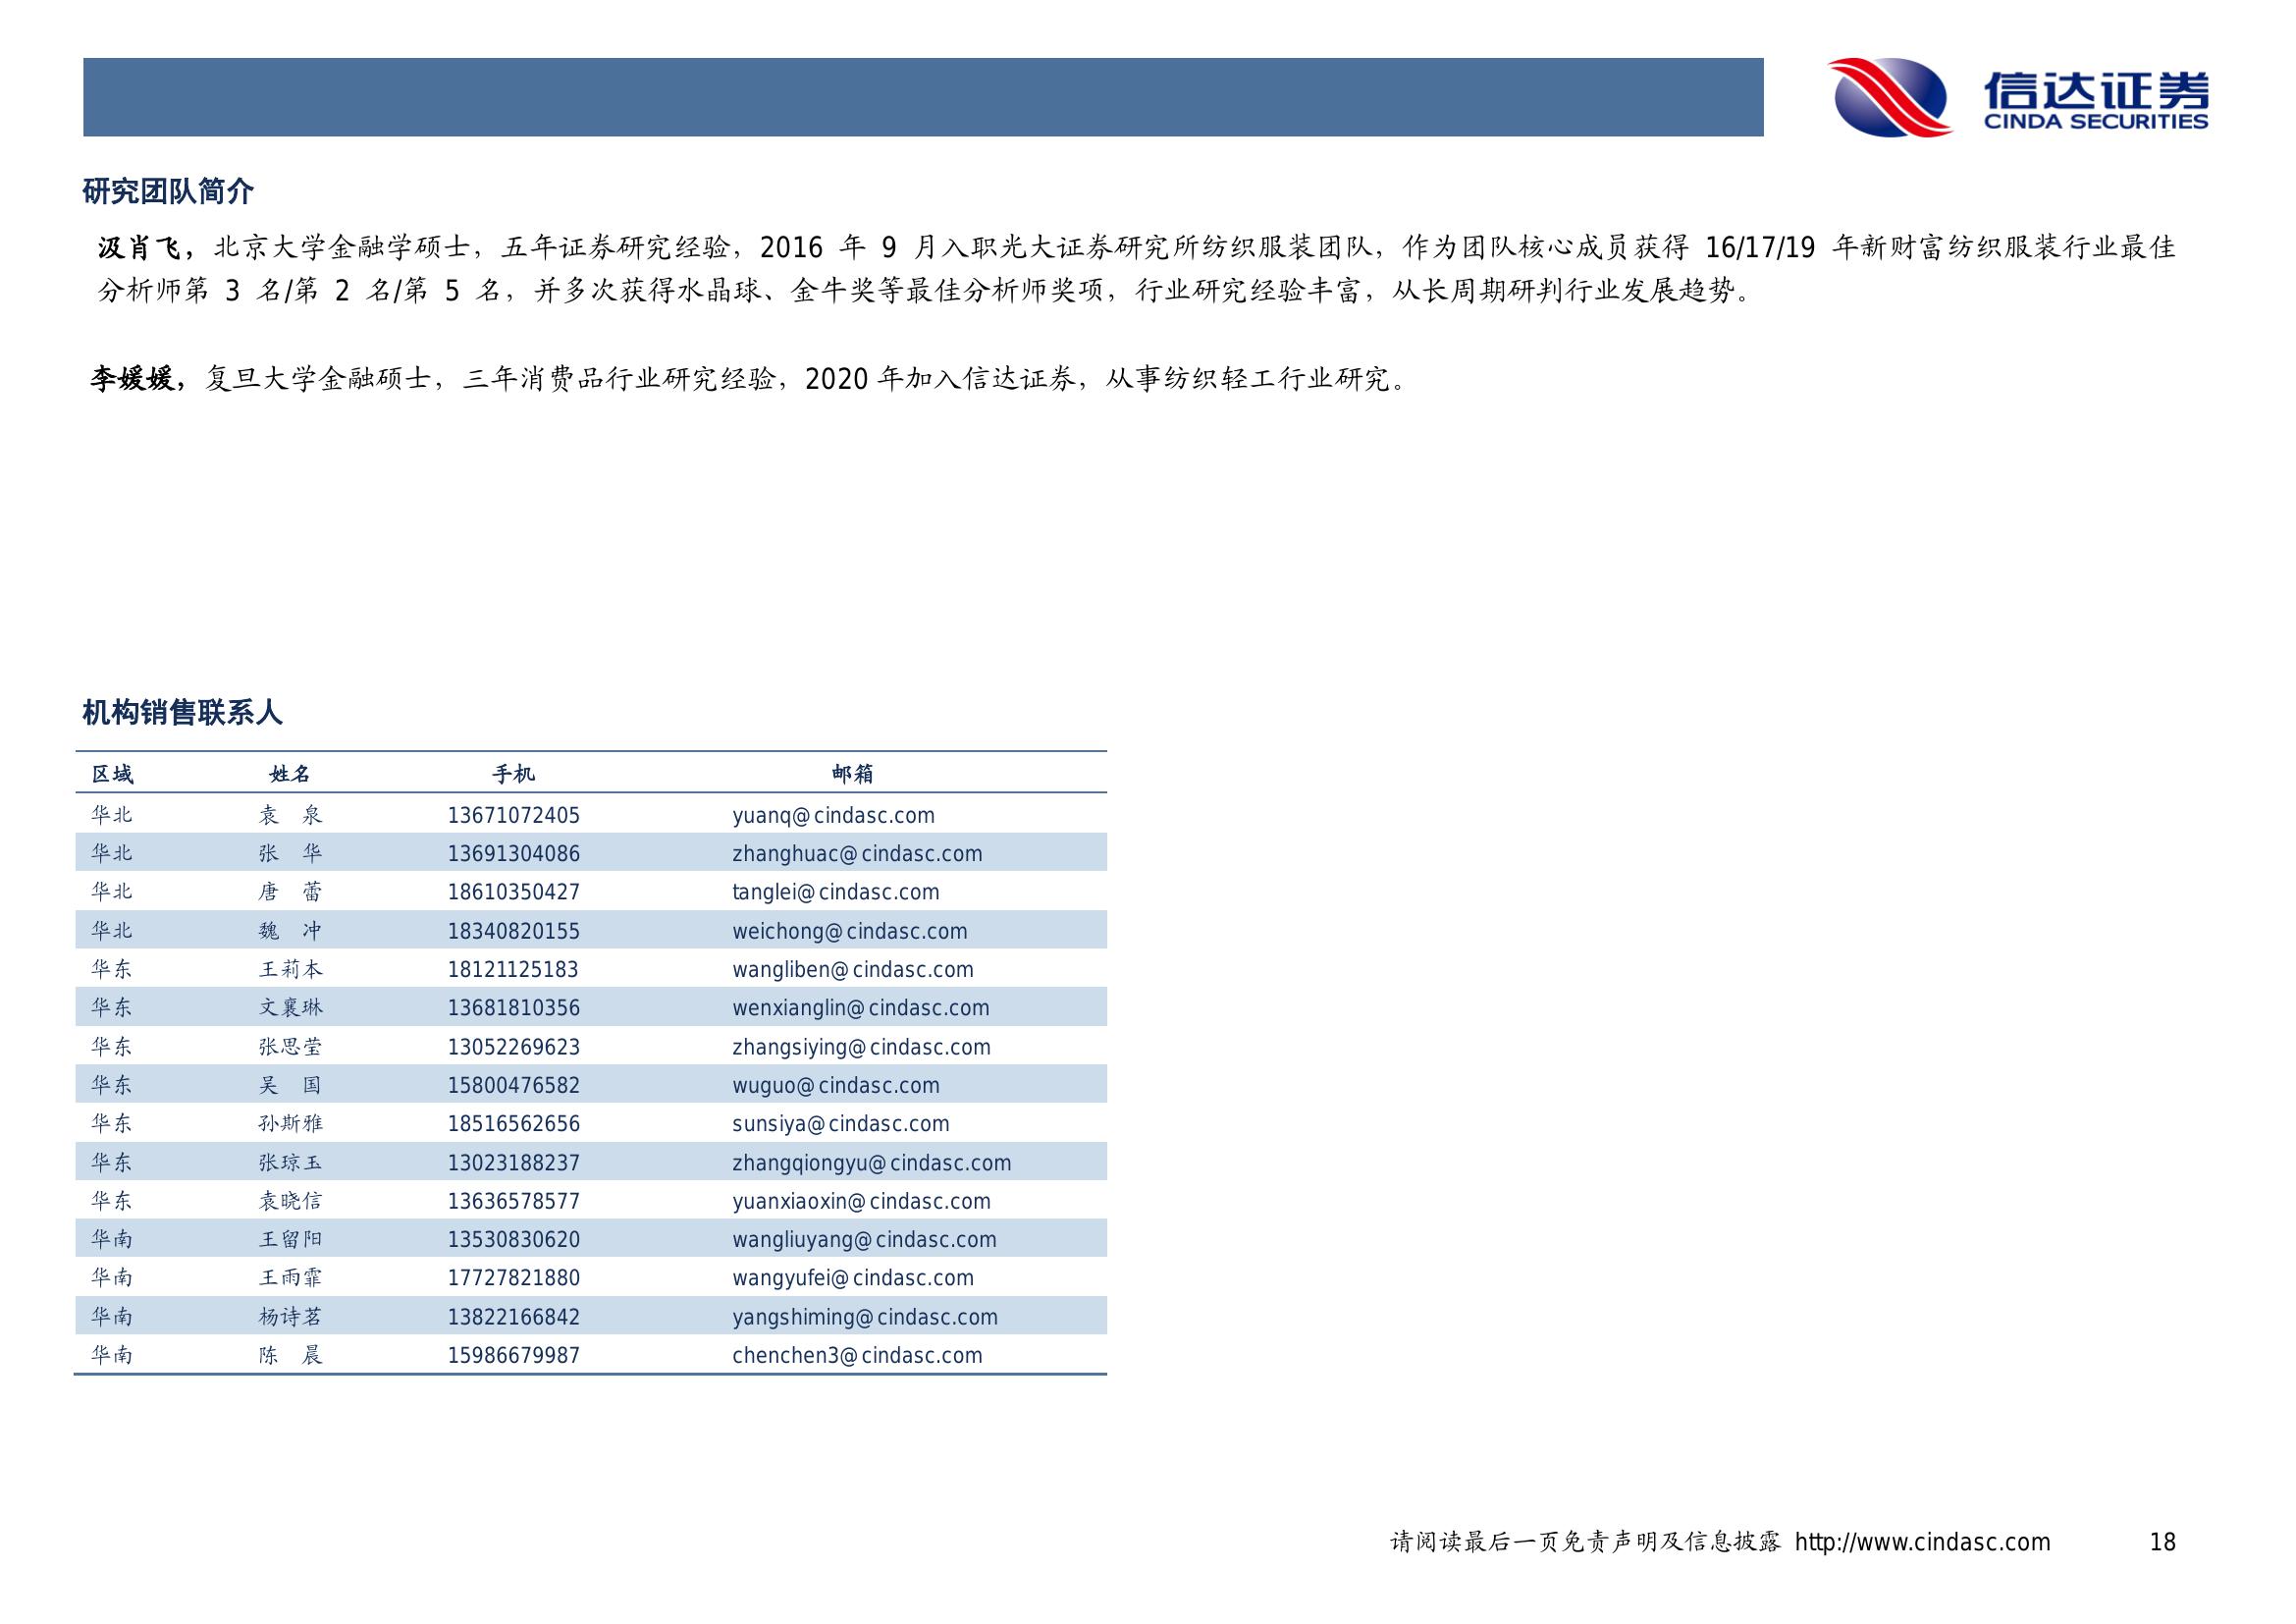 信达证券
CINDA SECURITIES
研究团队简介
汲肖飞，北京大学金融学硕士，五年证券研究经验，2016 年 9 月入职光大证券研究所纺织服装团队，作为团队核心成员获得 16/17/19 年新财富纺织服装行业最佳
分析师第 3 名/第 2 名/第 5 名，并多次获得水晶球、金牛奖等最佳分析师奖项，行业研究经验丰富，从长周期研判行业发展趋势。
李媛媛，复旦大学金融硕士，三年消费品行业研究经验，2020 年加入信达证券，从事纺织轻工行业研究。
机构销售联系人
区域 姓名 手机 邮箱
华北 袁 泉 13671072405 yuanq@cindasc.com
华北 张 华 13691304086 zhanghuac@cindasc.com
华北 唐 蕾 18610350427 tanglei@cindasc.com
华北 魏 冲 18340820155 weichong@cindasc.com
华东 王莉本 18121125183 wangliben@cindasc.com
华东 文襄琳 13681810356 wenxianglin@cindasc.com
华东 张思莹 13052269623 zhangsiying@cindasc.com
华东 吴 国 15800476582 wuguo@cindasc.com
华东 孙斯雅 18516562656 sunsiya@cindasc.com
华东 张琼玉 13023188237 zhangqiongyu@cindasc.com
华东 袁晓信 13636578577 yuanxiaoxin@cindasc.com
华南 王留阳 13530830620 wangliuyang@cindasc.com
华南 王雨霏 17727821880 wangyufei@cindasc.com
华南 杨诗茗 13822166842 yangshiming@cindasc.com
华南 陈 晨 15986679987 chenchen3@cindasc.com
请阅读最后一页免责声明及信息披露 http://www.cindasc.com 18